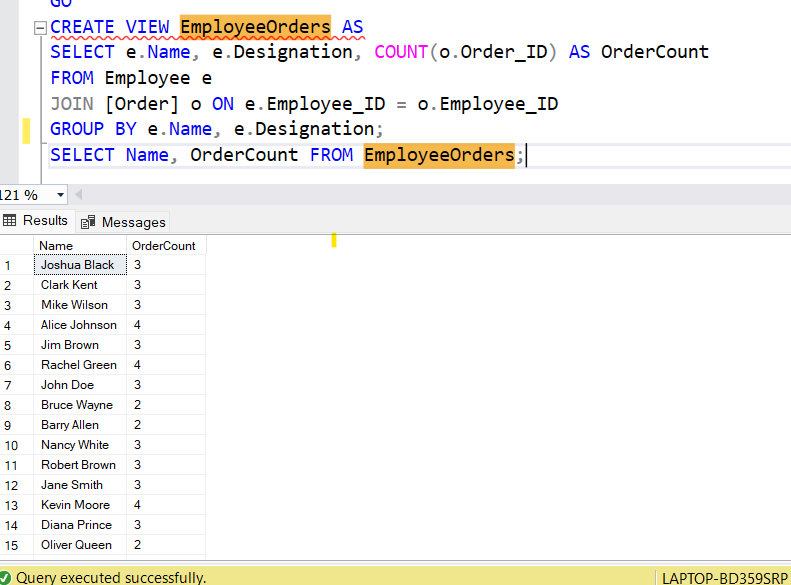 GO
CREATE VIEW EmployeeOrders AS
SELECT e.Name, e.Designation, COUNT(o.Order_ID) AS OrderCount
FROM Employee e
JOIN [Order] o ON e.Employee_ID = o.Employee_ID
GROUP BY e.Name, e.Designation;
SELECT Name, OrderCount FROM EmployeeOrders;
121 %
Results Messages
Name OrderCount
1 Joshua Black 3
2 Clark Kent 3
3 Mike Wilson 3
4 Alice Johnson 4
5 Jim Brown 3
6 Rachel Green 4
7 John Doe 3
8 Bruce Wayne 2
9 Barry Allen 2
10 Nancy White 3
11 Robert Brown 3
12 Jane Smith 3
13 Kevin Moore 4
14 Diana Prince 3
15 Oliver Queen 2
Query executed successfully. LAPTOP-BD359SRP